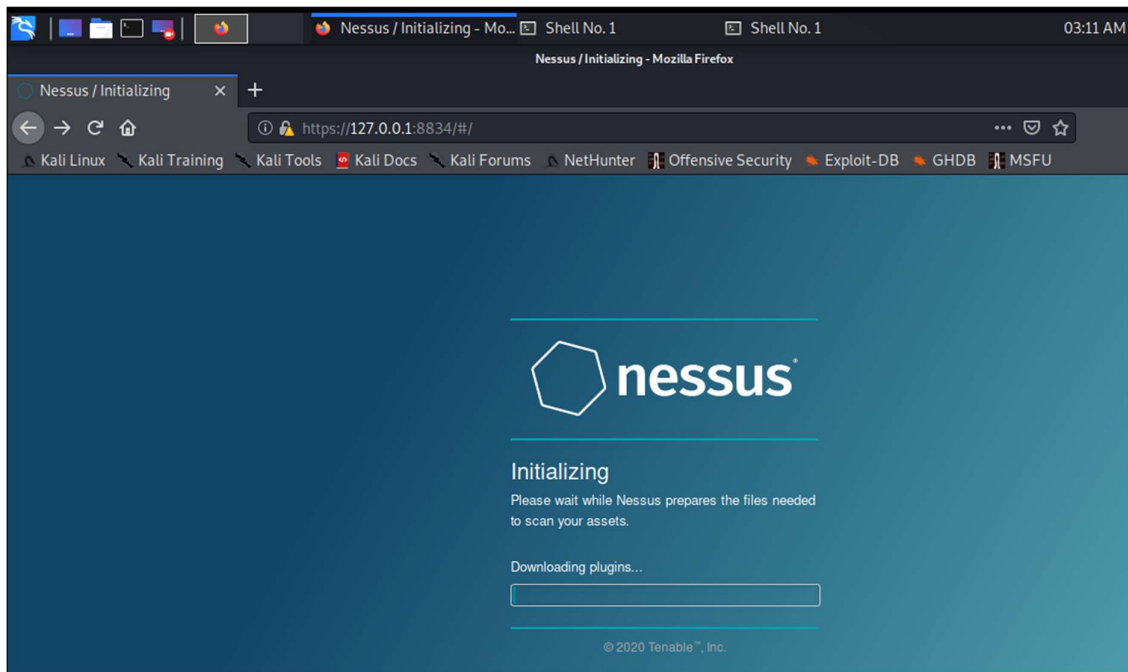 Nessus / Initializing - Mo... Shell No. 1 Shell No. 1 03:11 AM
Nessus / Initializing - Mozilla Firefox
Nessus / Initializing
https://127.0.0.1:8834/#/
Kali Linux Kali Training Kali Tools Kali Docs Kali Forums NetHunter Offensive Security Exploit-DB GHDB MSFU
nessus®
Initializing
Please wait while Nessus prepares the files needed
to scan your assets.
Downloading plugins...
© 2020 Tenable™, Inc.